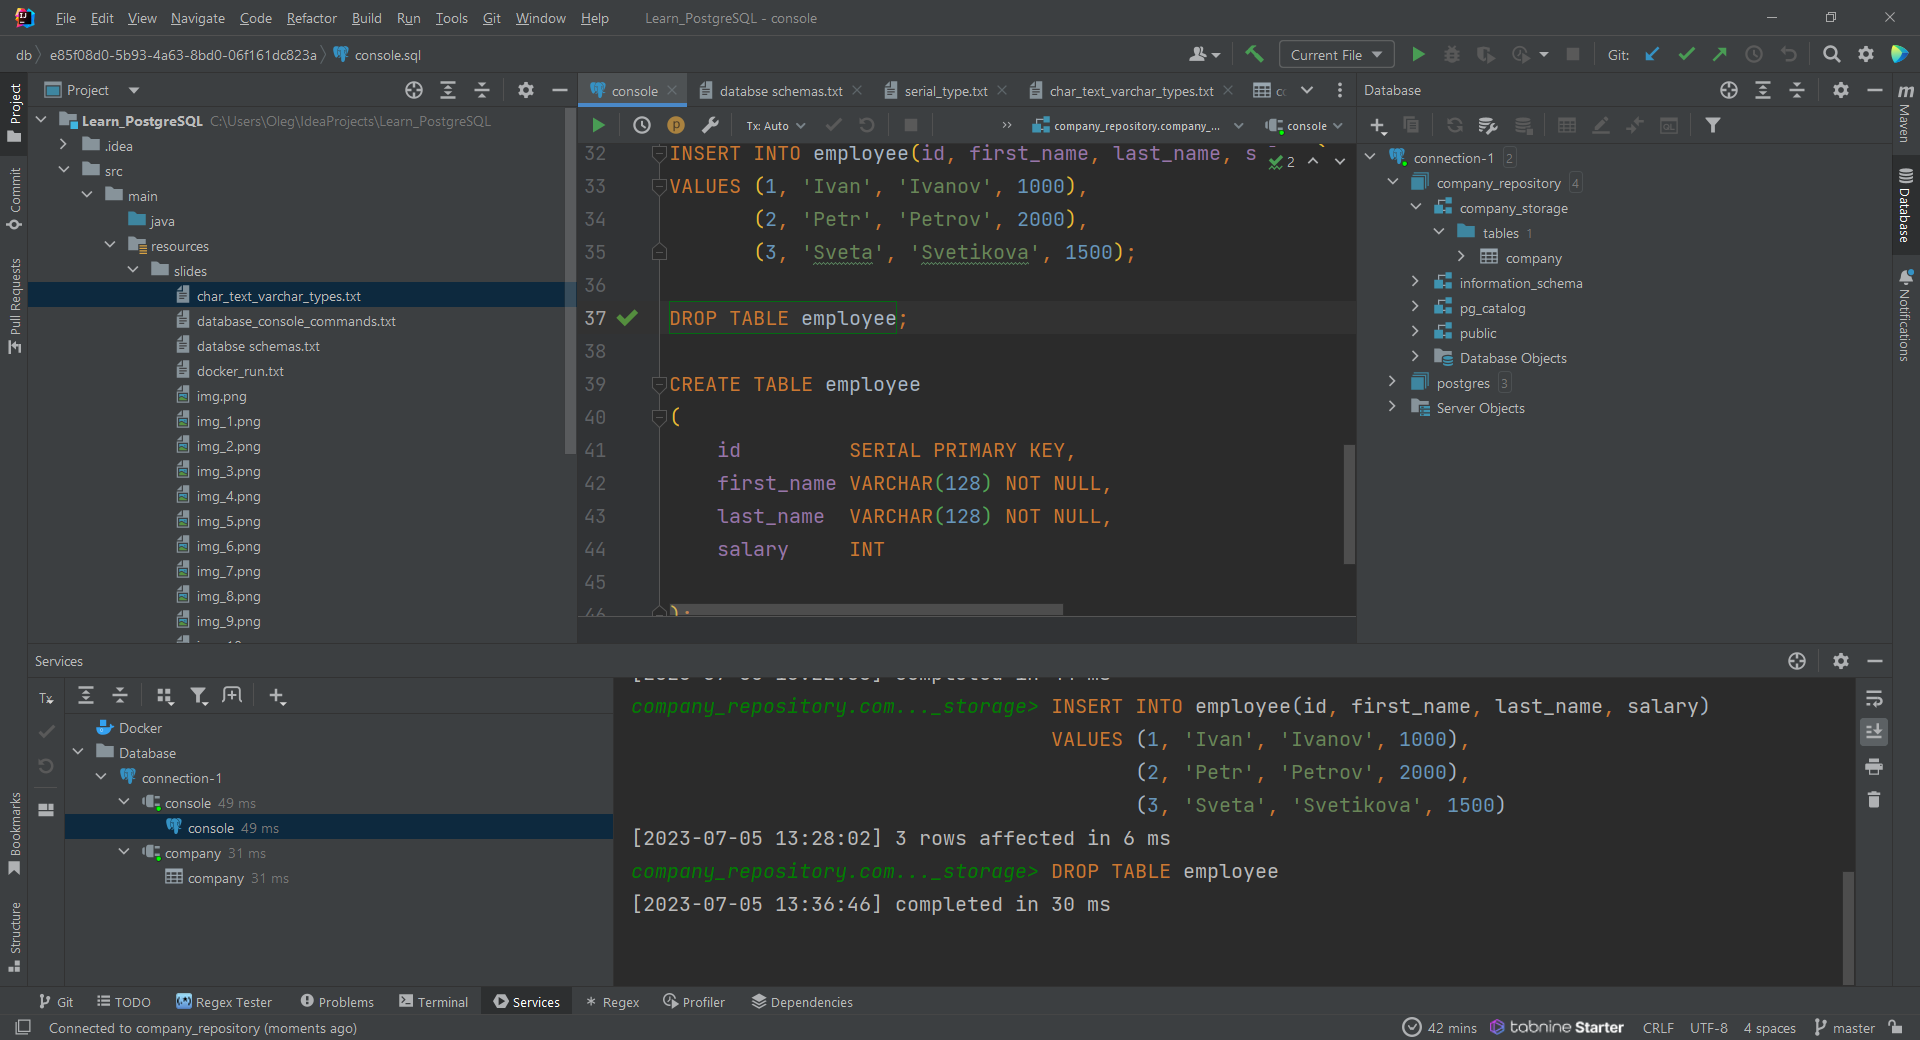 File Edit View Navigate Code Refactor Build Run Tools Git Window Help Learn_PostgreSQL - console
db e85f08d0-5b93-4a63-8bd0-06f161dc823a console.sql Current File Git:
Project
console
databse schemas.txt
serial_type.txt
char_text_varchar_types.txt
Database
Tx: Auto
company_repository.company_...
console
Project
Commit
Pull Requests
Bookmarks
Structure
Learn_PostgreSQL C:\Users\Oleg\IdeaProjects\Learn_PostgreSQL
.idea
src
main
java
resources
slides
char_text_varchar_types.txt
database_console_commands.txt
databse schemas.txt
docker_run.txt
img.png
img_1.png
img_2.png
img_3.png
img_4.png
img_5.png
img_6.png
img_7.png
img_8.png
img_9.png
32 INSERT INTO employee(id, first_name, last_name, s 2
33 VALUES (1, 'Ivan', 'Ivanov', 1000),
34 (2, 'Petr', 'Petrov', 2000),
35 (3, 'Sveta', 'Svetikova', 1500);
36
37 DROP TABLE employee;
38
39 CREATE TABLE employee
40 (
41 id SERIAL PRIMARY KEY,
42 first_name VARCHAR(128) NOT NULL,
43 last_name VARCHAR(128) NOT NULL,
44 salary INT
45
46 );
connection-1 2
company_repository 4
company_storage
tables 1
company
information_schema
pg_catalog
public
Database Objects
postgres 3
Server Objects
Maven
Database
Notifications
Services
Tx
Docker
Database
connection-1
console 49 ms
console 49 ms
company 31 ms
company 31 ms
company_repository.com..._storage> INSERT INTO employee(id, first_name, last_name, salary)
VALUES (1, 'Ivan', 'Ivanov', 1000),
(2, 'Petr', 'Petrov', 2000),
(3, 'Sveta', 'Svetikova', 1500)
[2023-07-05 13:28:02] 3 rows affected in 6 ms
company_repository.com..._storage> DROP TABLE employee
[2023-07-05 13:36:46] completed in 30 ms
Git TODO Regex Tester Problems Terminal Services Regex Profiler Dependencies
Connected to company_repository (moments ago) 42 mins tabnine Starter CRLF UTF-8 4 spaces master